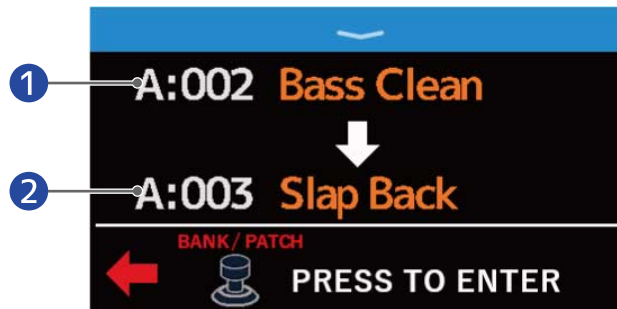 1 A:002 Bass Clean
2 A:003 Slap Back
BANK/PATCH
PRESS TO ENTER